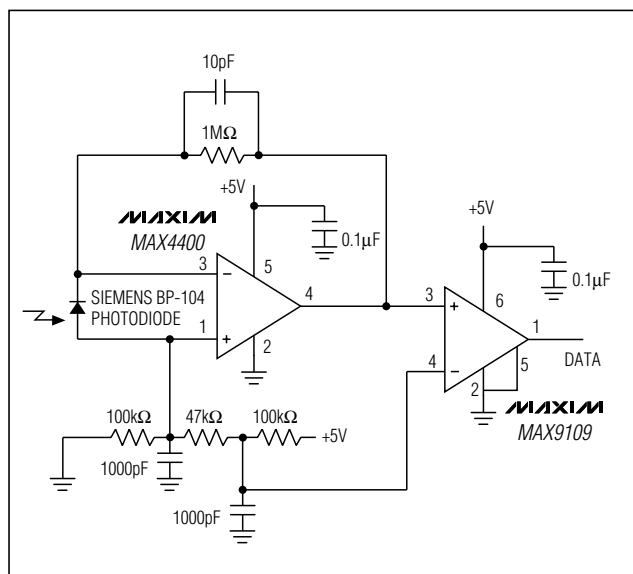 10pF
1MΩ
+5V
MAXIM
MAX4400
0.1µF
+5V
0.1µF
3
−
5
4
SIEMENS BP-104
PHOTODIODE
1
+
2
3
+
6
1
DATA
4
−
5
2
MAXIM
MAX9109
100kΩ
47kΩ
100kΩ
+5V
1000pF
1000pF